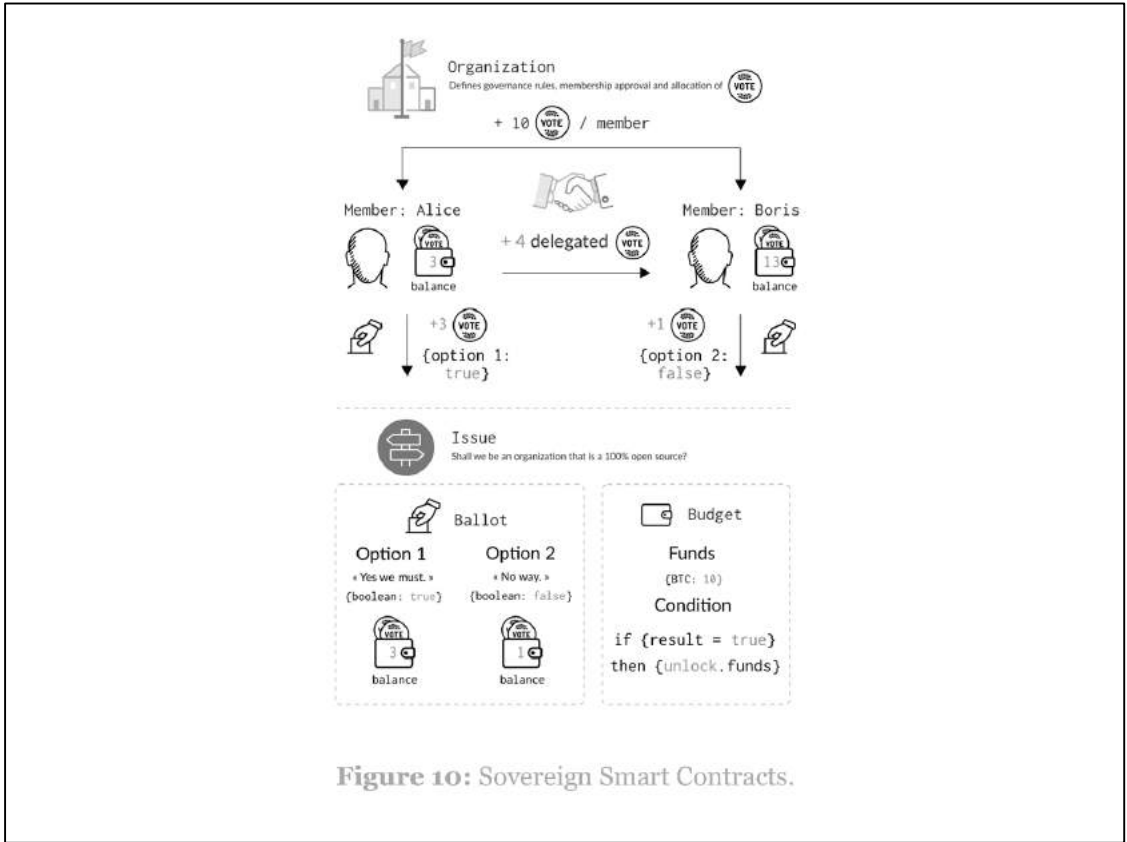 Organization
Defines governance rules, membership approval and allocation of VOTE
+ 10 VOTE / member
Member: Alice
Member: Boris
VOTE
3
balance
+ 4 delegated VOTE
VOTE
13
balance
+3 VOTE
{option 1:
true}
+1 VOTE
{option 2:
false}
Issue
Shall we be an organization that is a 100% open source?
Ballot
Option 1
« Yes we must. »
{boolean: true}
VOTE
3
balance
Option 2
« No way. »
{boolean: false}
VOTE
1
balance
Budget
Funds
{BTC: 10}
Condition
if {result = true}
then {unlock.funds}
Figure 10: Sovereign Smart Contracts.